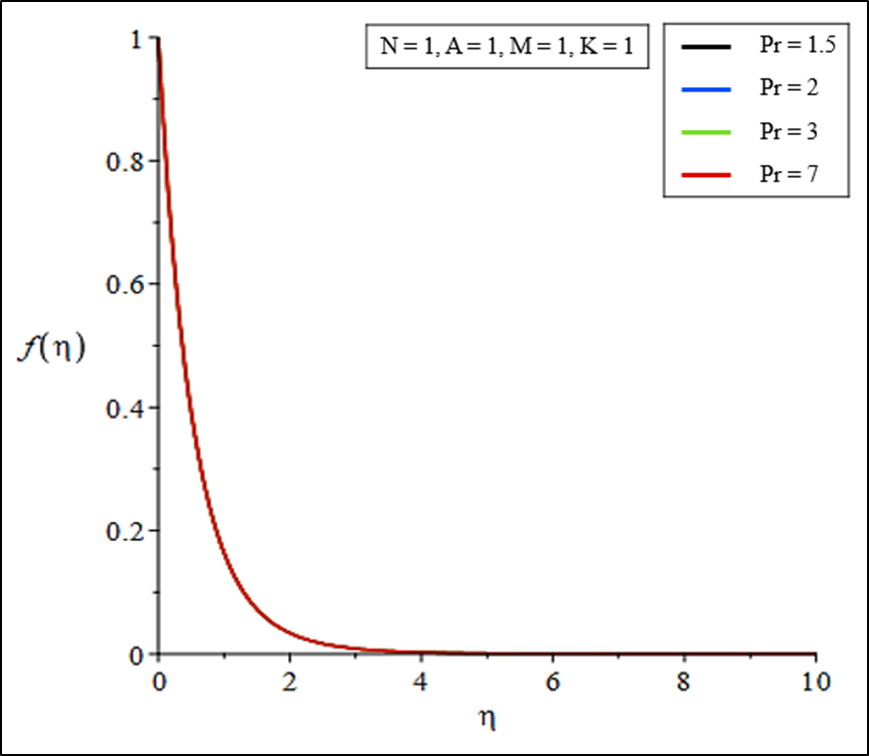 N = 1, A = 1, M = 1, K = 1
Pr = 1.5
Pr = 2
Pr = 3
Pr = 7
1
0.8
0.6
f(η)
0.4
0.2
0
0 2 4 6 8 10
η